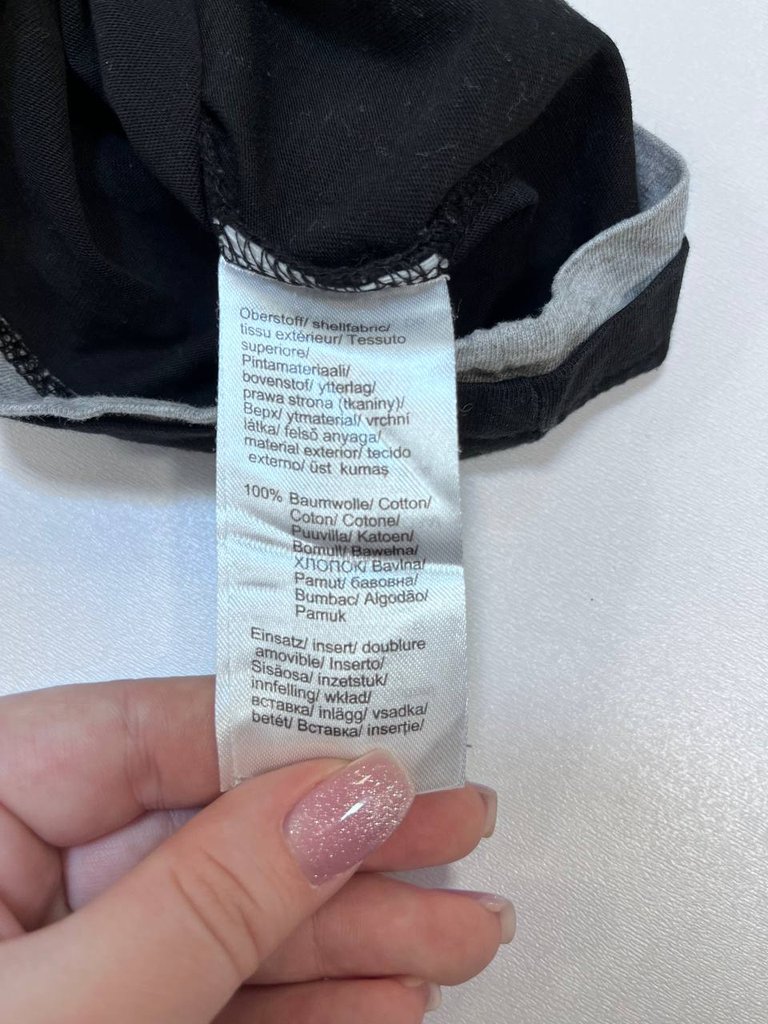 Oberstoff/ shellfabric/
tissu extérieur/ Tessuto
superiore/
Pintamateriaali/
bovenstof/ ytterlag/
prawa strona (tkaniny)/
Верх/ ytmaterial/ vrchní
látka/ felső anyaga/
material exterior/ tecido
externo/ üst kumaş
100% Baumwolle/ Cotton/
Coton/ Cotone/
Puuvilla/ Katoen/
Bomull/ Bawełna/
ХЛОПОК/ Bavlna/
Pamut/ бавовна/
Bumbac/ Algodão/
Pamuk
Einsatz/ insert/ doublure
amovible/ Inserto/
Sisäosa/ inzetstuk/
innfelling/ wkład/
вставка/ inlägg/ vsadka/
betét/ Вставка/ inserţie/